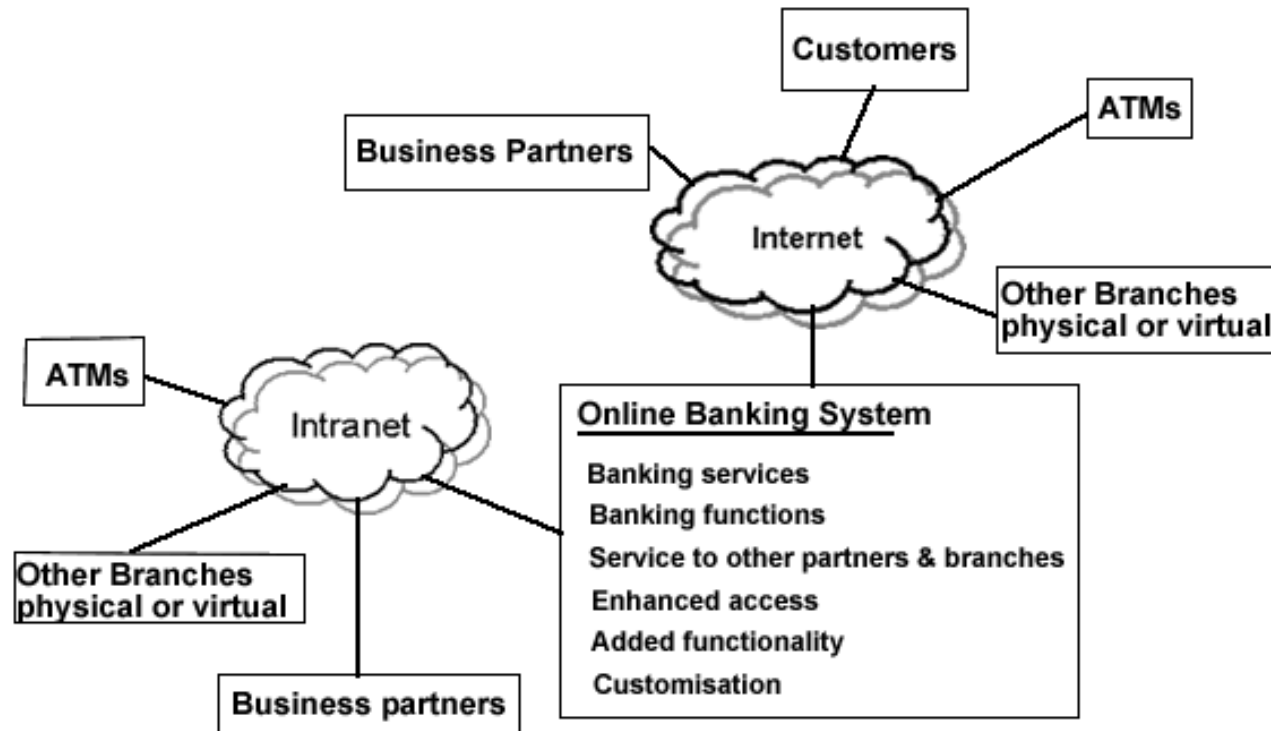 Customers
ATMs
Business Partners
Internet
Other Branches
physical or virtual
ATMs
Intranet
Online Banking System
Banking services
Banking functions
Service to other partners & branches
Enhanced access
Added functionality
Customisation
Other Branches
physical or virtual
Business partners